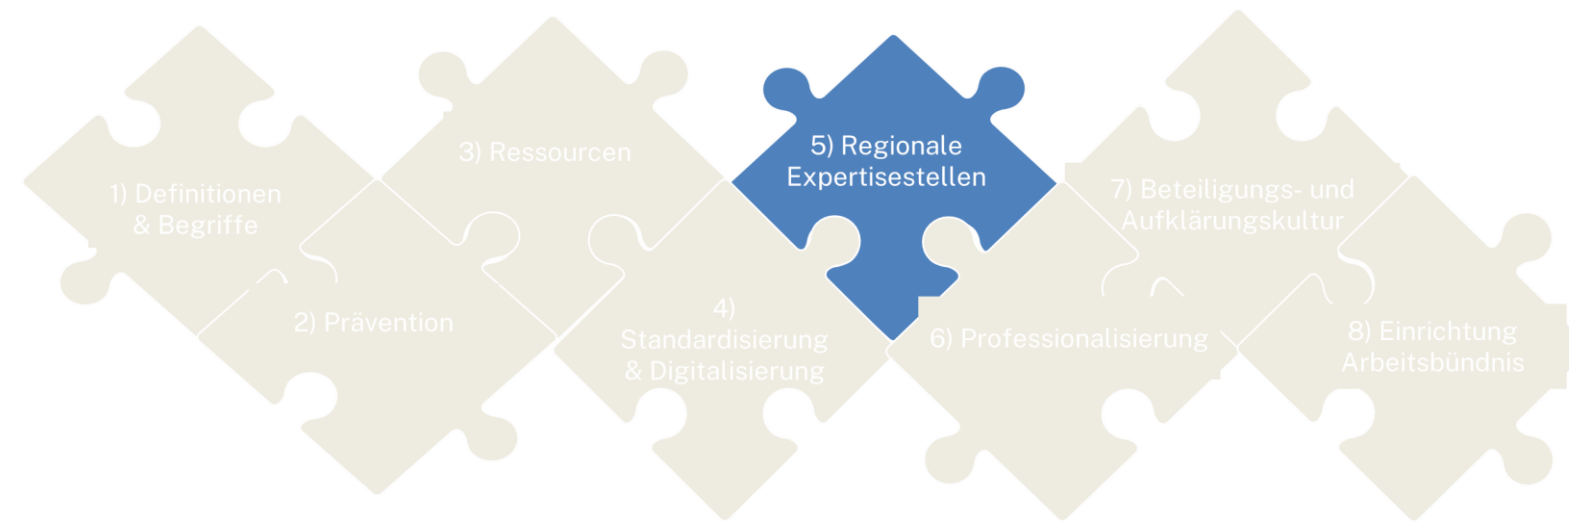 1) Definitionen
& Begriffe
2) Prävention
3) Ressourcen
4)
Standardisierung
& Digitalisierung
5) Regionale
Expertisestellen
6) Professionalisierung
7) Beteiligungs- und
Aufklärungskultur
8) Einrichtung
Arbeitsbündnis